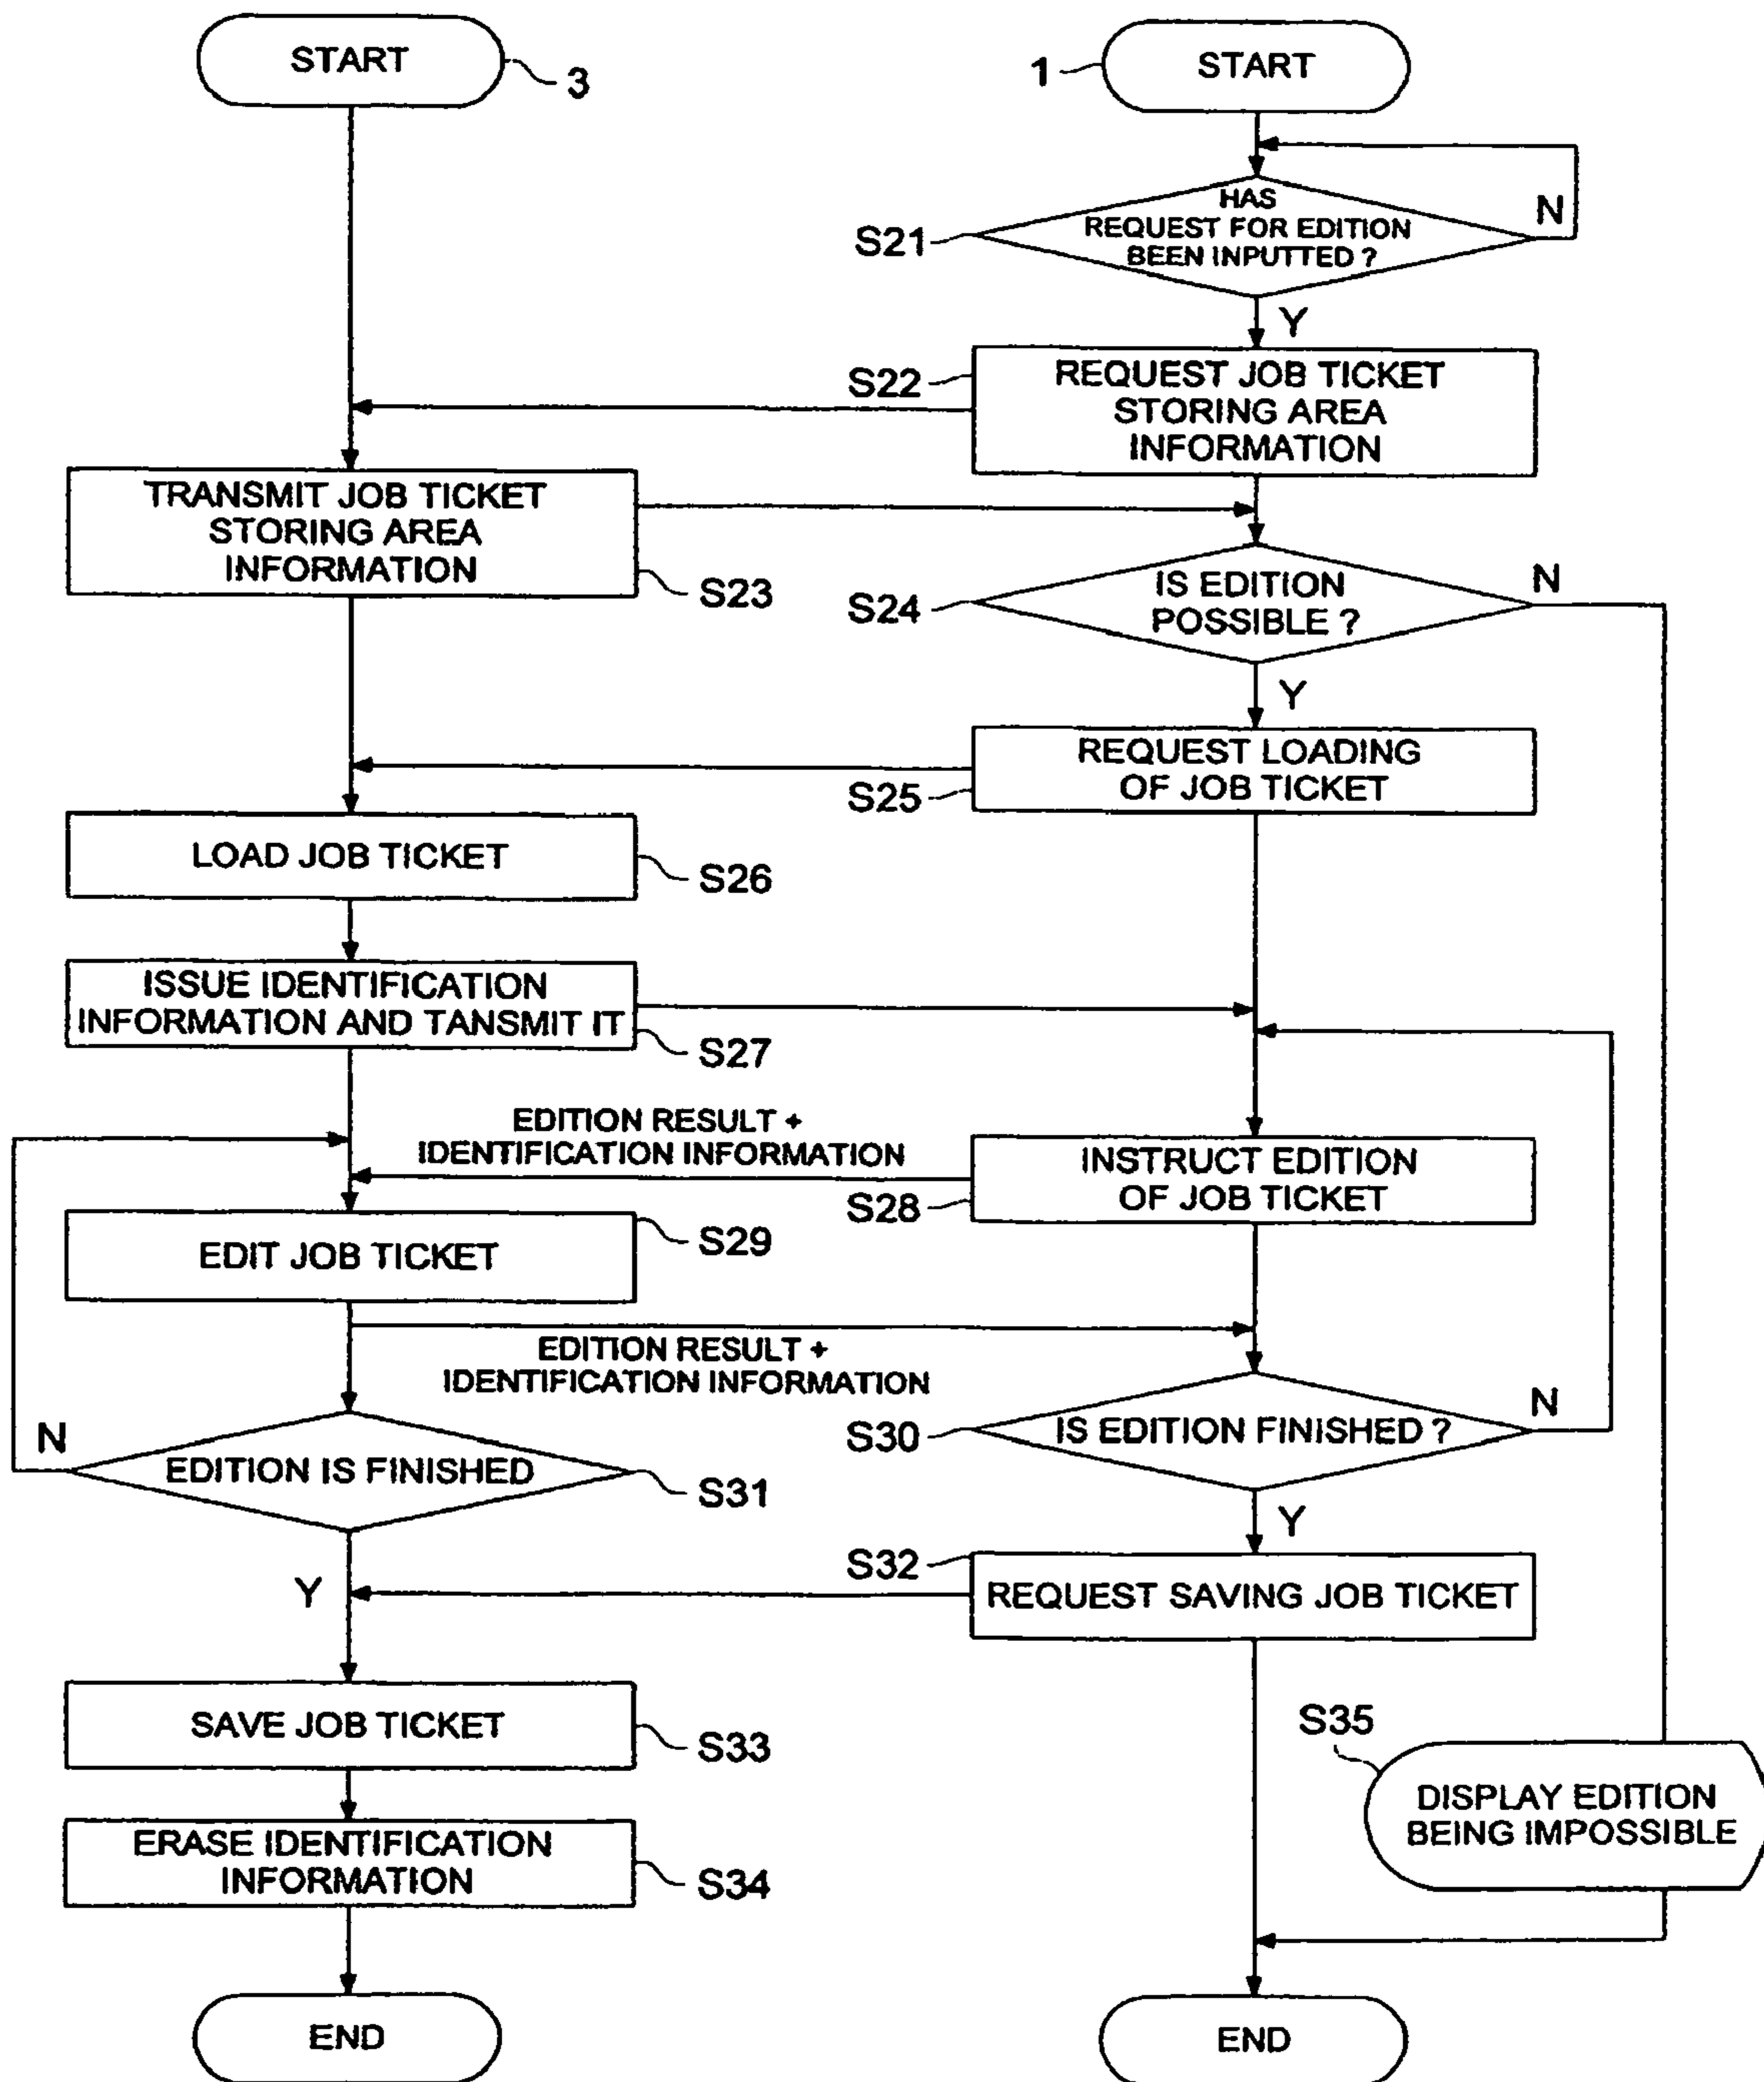 START
3
1
START
HAS
REQUEST FOR EDITION
BEEN INPUTTED ?
N
S21
Y
S22
REQUEST JOB TICKET
STORING AREA
INFORMATION
TRANSMIT JOB TICKET
STORING AREA
INFORMATION
S23
S24
IS EDITION
POSSIBLE ?
N
Y
REQUEST LOADING
OF JOB TICKET
S25
LOAD JOB TICKET
S26
ISSUE IDENTIFICATION
INFORMATION AND TANSMIT IT
S27
EDITION RESULT +
IDENTIFICATION INFORMATION
INSTRUCT EDITION
OF JOB TICKET
S28
EDIT JOB TICKET
S29
EDITION RESULT +
IDENTIFICATION INFORMATION
S30
IS EDITION FINISHED ?
N
N
EDITION IS FINISHED
S31
Y
Y
S32
REQUEST SAVING JOB TICKET
SAVE JOB TICKET
S33
S35
DISPLAY EDITION
BEING IMPOSSIBLE
ERASE IDENTIFICATION
INFORMATION
S34
END
END